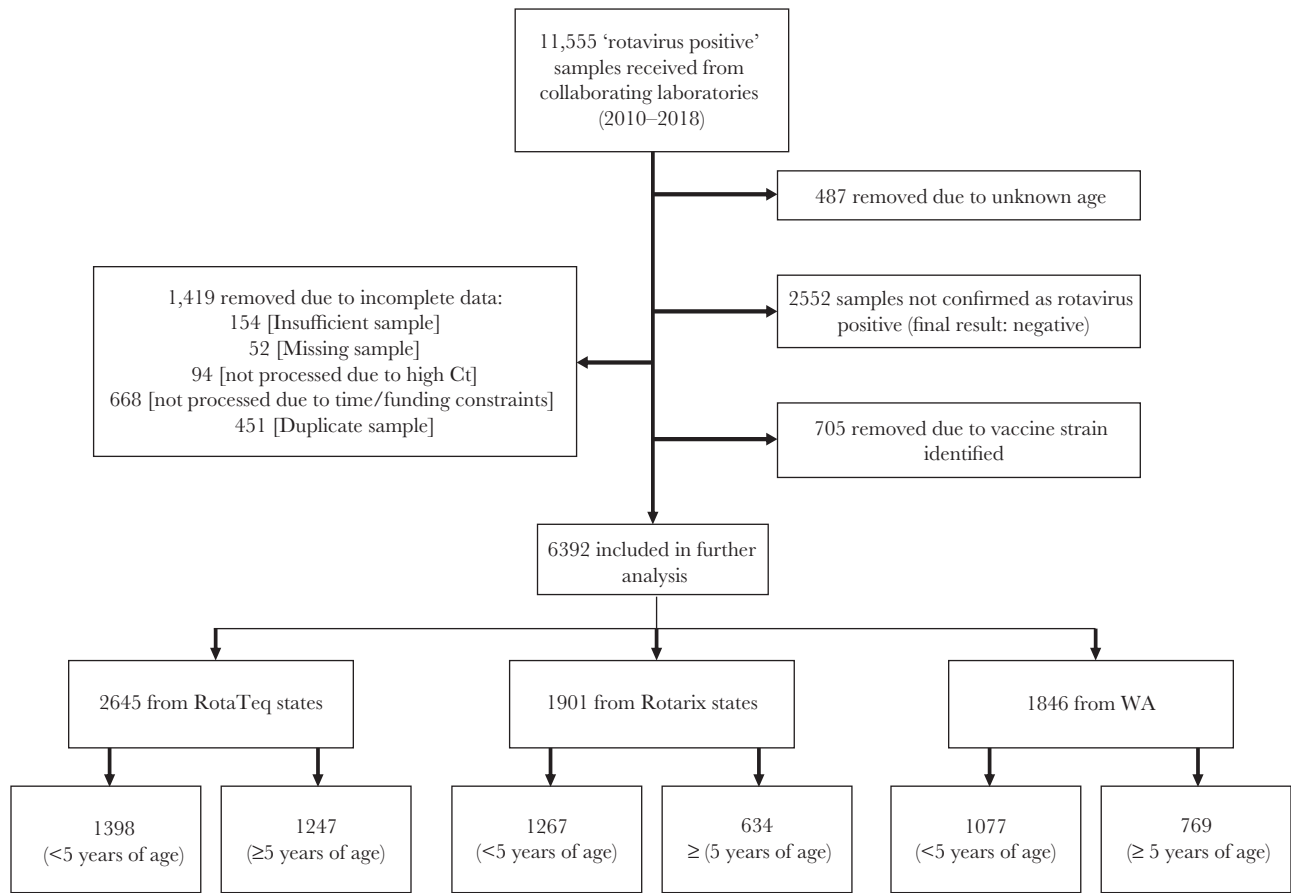 11,555 ‘rotavirus positive’
samples received from
collaborating laboratories
(2010–2018)
487 removed due to unknown age
1,419 removed due to incomplete data:
154 [Insufficient sample]
52 [Missing sample]
94 [not processed due to high Ct]
668 [not processed due to time/funding constraints]
451 [Duplicate sample]
2552 samples not confirmed as rotavirus
positive (final result: negative)
705 removed due to vaccine strain
identified
6392 included in further
analysis
2645 from RotaTeq states
1901 from Rotarix states
1846 from WA
1398
(<5 years of age)
1247
(≥5 years of age)
1267
(<5 years of age)
634
≥ (5 years of age)
1077
(<5 years of age)
769
(≥ 5 years of age)